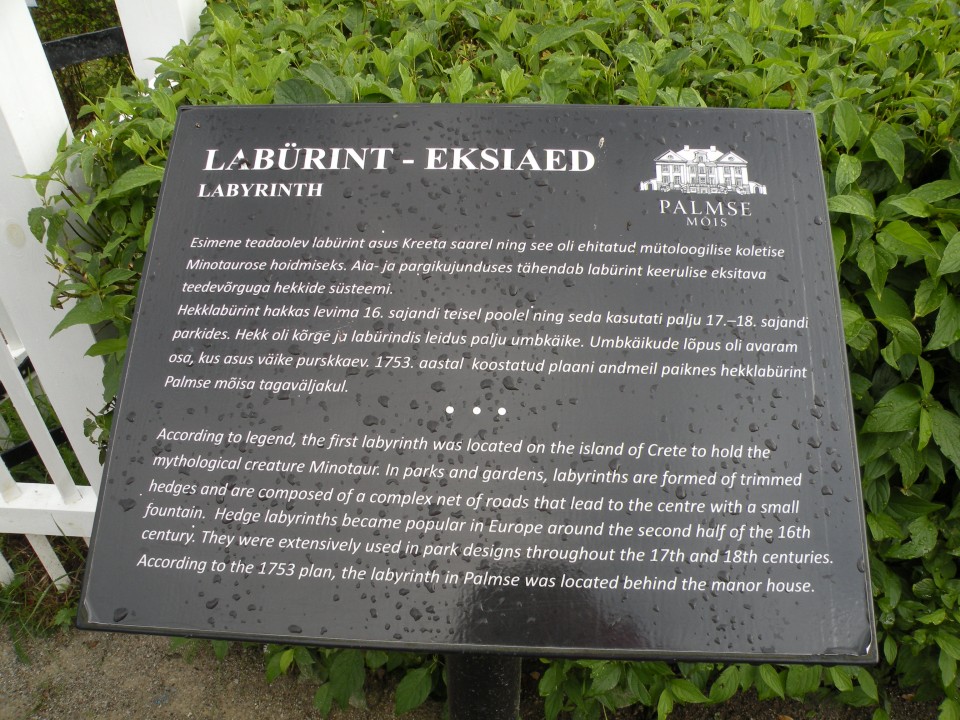 LABÜRINT - EKSIAED
LABYRINTH
PALMSE
MÕIS
Esimene teadaolev labürint asus Kreeta saarel ning see oli ehitatud mütoloogilise koletise
Minotaurose hoidmiseks. Aia- ja pargikujunduses tähendab labürint keerulise eksitava
teedevõrguga hekkide süsteemi.
Hekklabürint hakkas levima 16. sajandi teisel poolel ning seda kasutati palju 17.–18. sajandi
parkides. Hekk oli kõrge ja labürindis leidus palju umbkäike. Umbkäikude lõpus oli avaram
osa, kus asus väike purskkaev. 1753. aastal koostatud plaani andmeil paiknes hekklabürint
Palmse mõisa tagaväljakul.
• • •
According to legend, the first labyrinth was located on the island of Crete to hold the
mythological creature Minotaur. In parks and gardens, labyrinths are formed of trimmed
hedges and are composed of a complex net of roads that lead to the centre with a small
fountain. Hedge labyrinths became popular in Europe around the second half of the 16th
century. They were extensively used in park designs throughout the 17th and 18th centuries.
According to the 1753 plan, the labyrinth in Palmse was located behind the manor house.